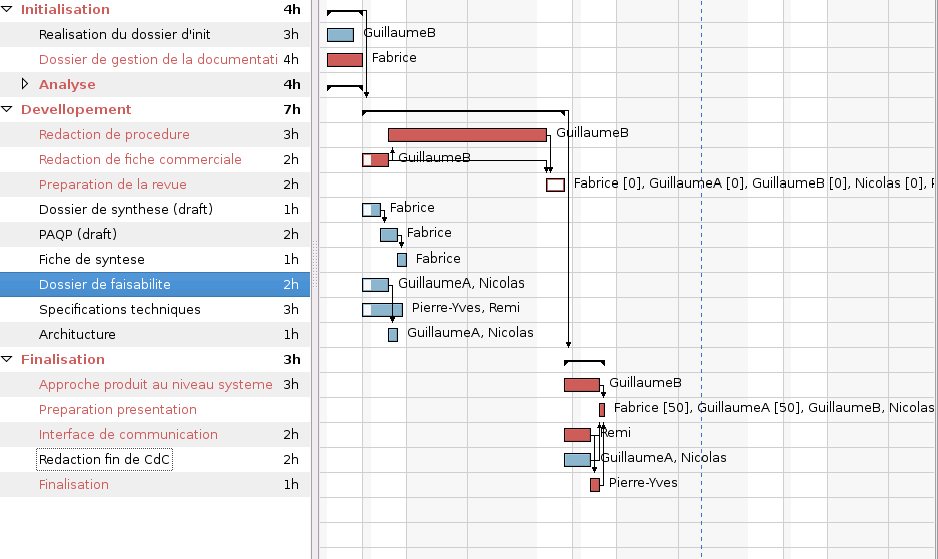 Initialisation 4h
Realisation du dossier d'init 3h GuillaumeB
Dossier de gestion de la documentati 4h Fabrice
Analyse 4h
Devellopement 7h
Redaction de procedure 3h GuillaumeB
Redaction de fiche commerciale 2h GuillaumeB
Preparation de la revue 2h Fabrice [0], GuillaumeA [0], GuillaumeB [0], Nicolas [0],
Dossier de synthese (draft) 1h Fabrice
PAQP (draft) 2h Fabrice
Fiche de syntese 1h Fabrice
Dossier de faisabilite 2h GuillaumeA, Nicolas
Specifications techniques 3h Pierre-Yves, Remi
Architucture 1h GuillaumeA, Nicolas
Finalisation 3h
Approche produit au niveau systeme 3h GuillaumeB
Preparation presentation Fabrice [50], GuillaumeA [50], GuillaumeB, Nicolas
Interface de communication 2h Remi
Redaction fin de CdC 2h GuillaumeA, Nicolas
Finalisation 1h Pierre-Yves